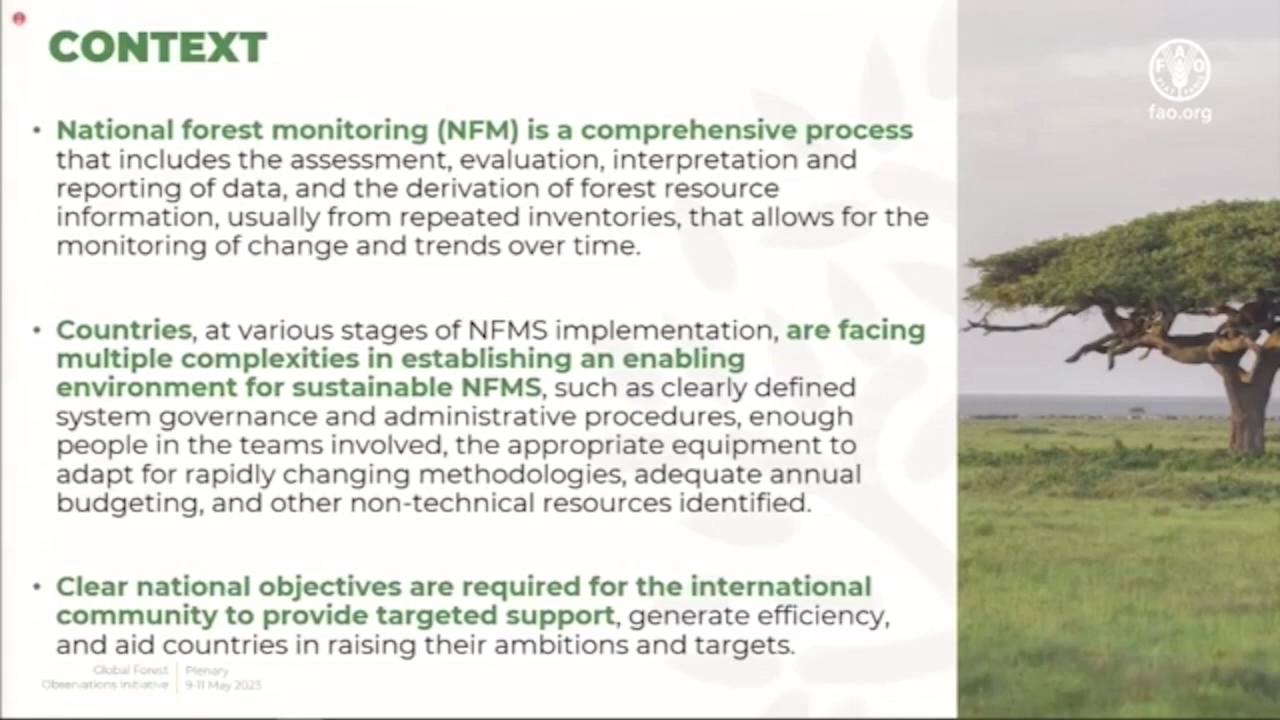 CONTEXT
• National forest monitoring (NFM) is a comprehensive process
that includes the assessment, evaluation, interpretation and
reporting of data, and the derivation of forest resource
information, usually from repeated inventories, that allows for the
monitoring of change and trends over time.
• Countries, at various stages of NFMS implementation, are facing
multiple complexities in establishing an enabling
environment for sustainable NFMS, such as clearly defined
system governance and administrative procedures, enough
people in the teams involved, the appropriate equipment to
adapt for rapidly changing methodologies, adequate annual
budgeting, and other non-technical resources identified.
• Clear national objectives are required for the international
community to provide targeted support, generate efficiency,
and aid countries in raising their ambitions and targets.
Global Forest
Observations Initiative
Plenary
9-11 May 2023
FAO
fao.org